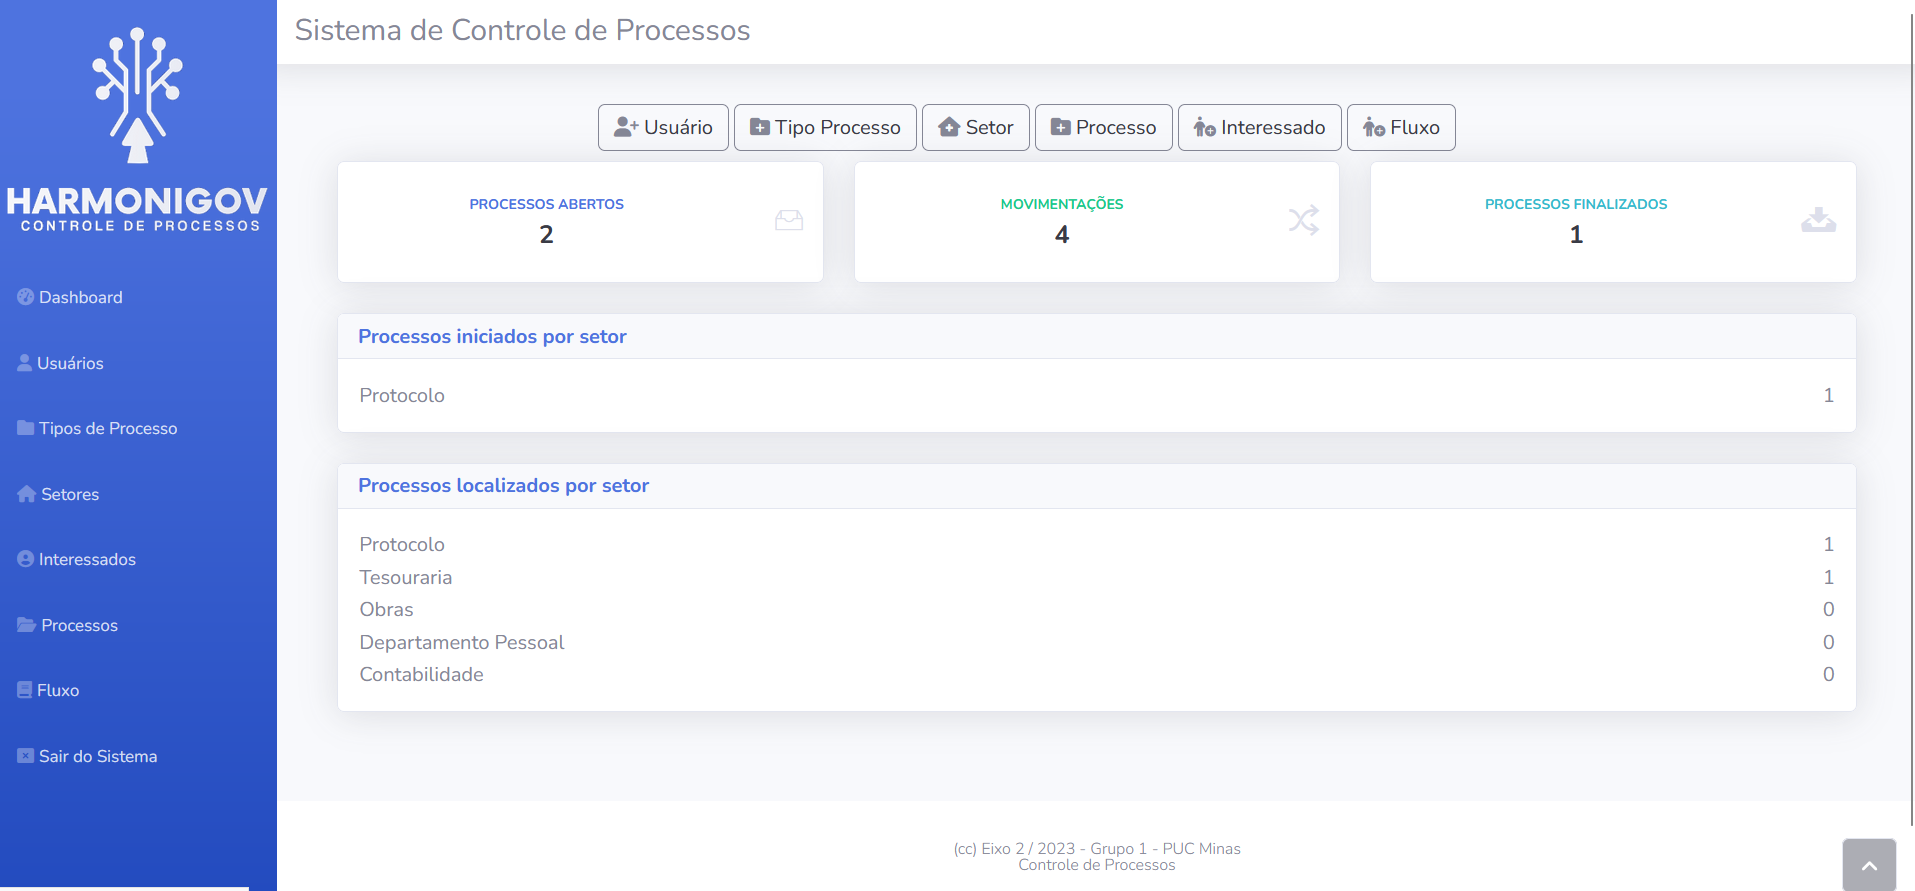 HARMONIGOV
CONTROLE DE PROCESSOS
Dashboard
Usuários
Tipos de Processo
Setores
Interessados
Processos
Fluxo
Sair do Sistema
Sistema de Controle de Processos
Usuário
Tipo Processo
Setor
Processo
Interessado
Fluxo
PROCESSOS ABERTOS
2
MOVIMENTAÇÕES
4
PROCESSOS FINALIZADOS
1
Processos iniciados por setor
Protocolo 1
Processos localizados por setor
Protocolo 1
Tesouraria 1
Obras 0
Departamento Pessoal 0
Contabilidade 0
(cc) Eixo 2 / 2023 - Grupo 1 - PUC Minas
Controle de Processos